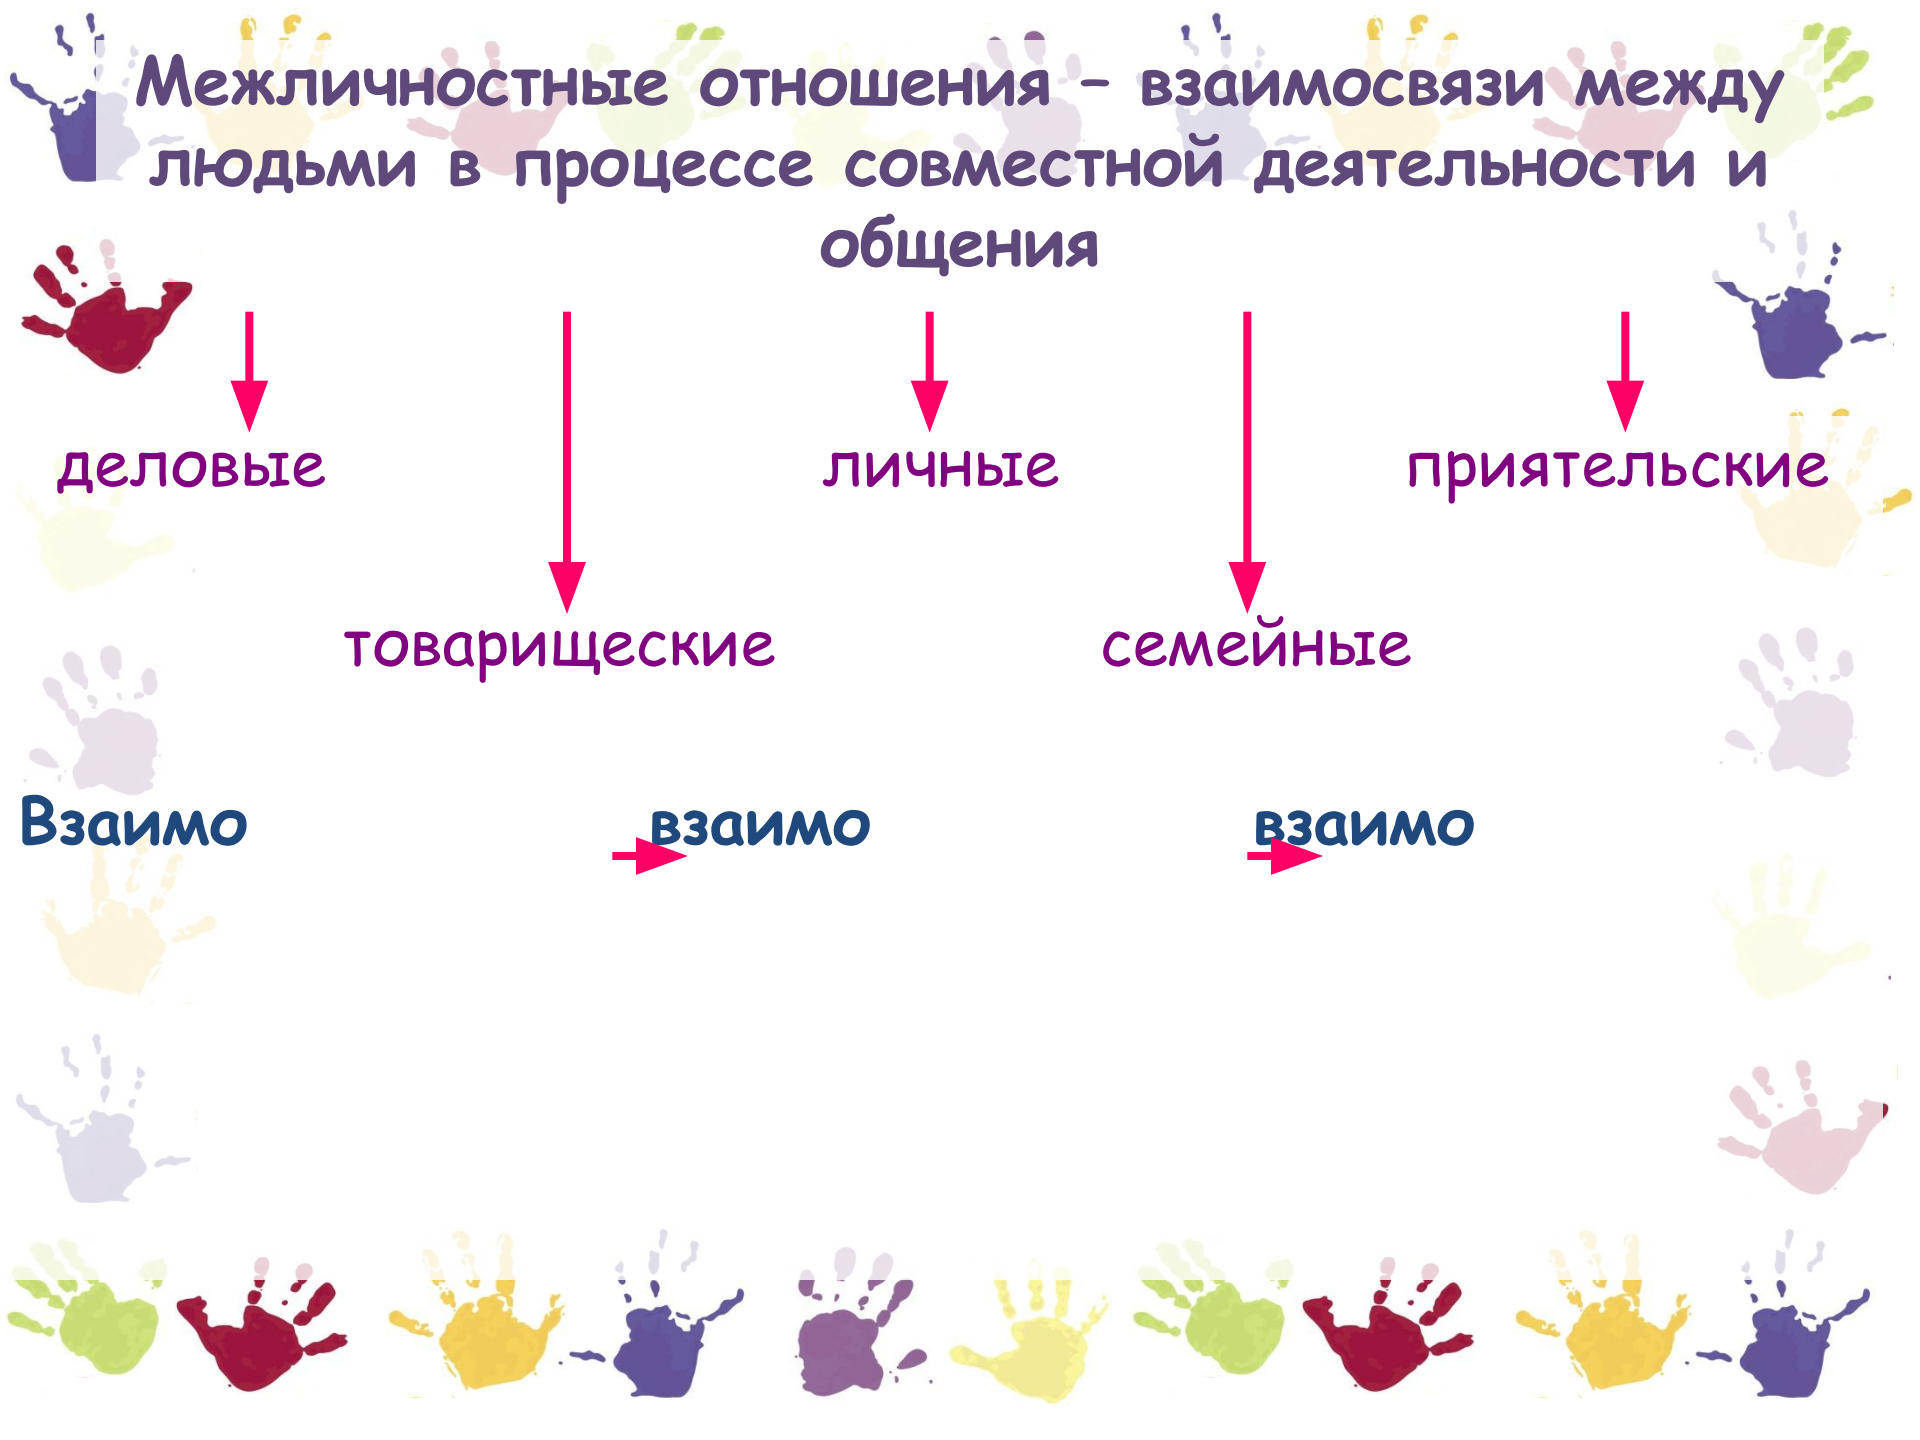 Межличностные отношения – взаимосвязи между
людьми в процессе совместной деятельности и
общения
деловые личные приятельские
товарищеские семейные
Взаимо взаимо взаимо